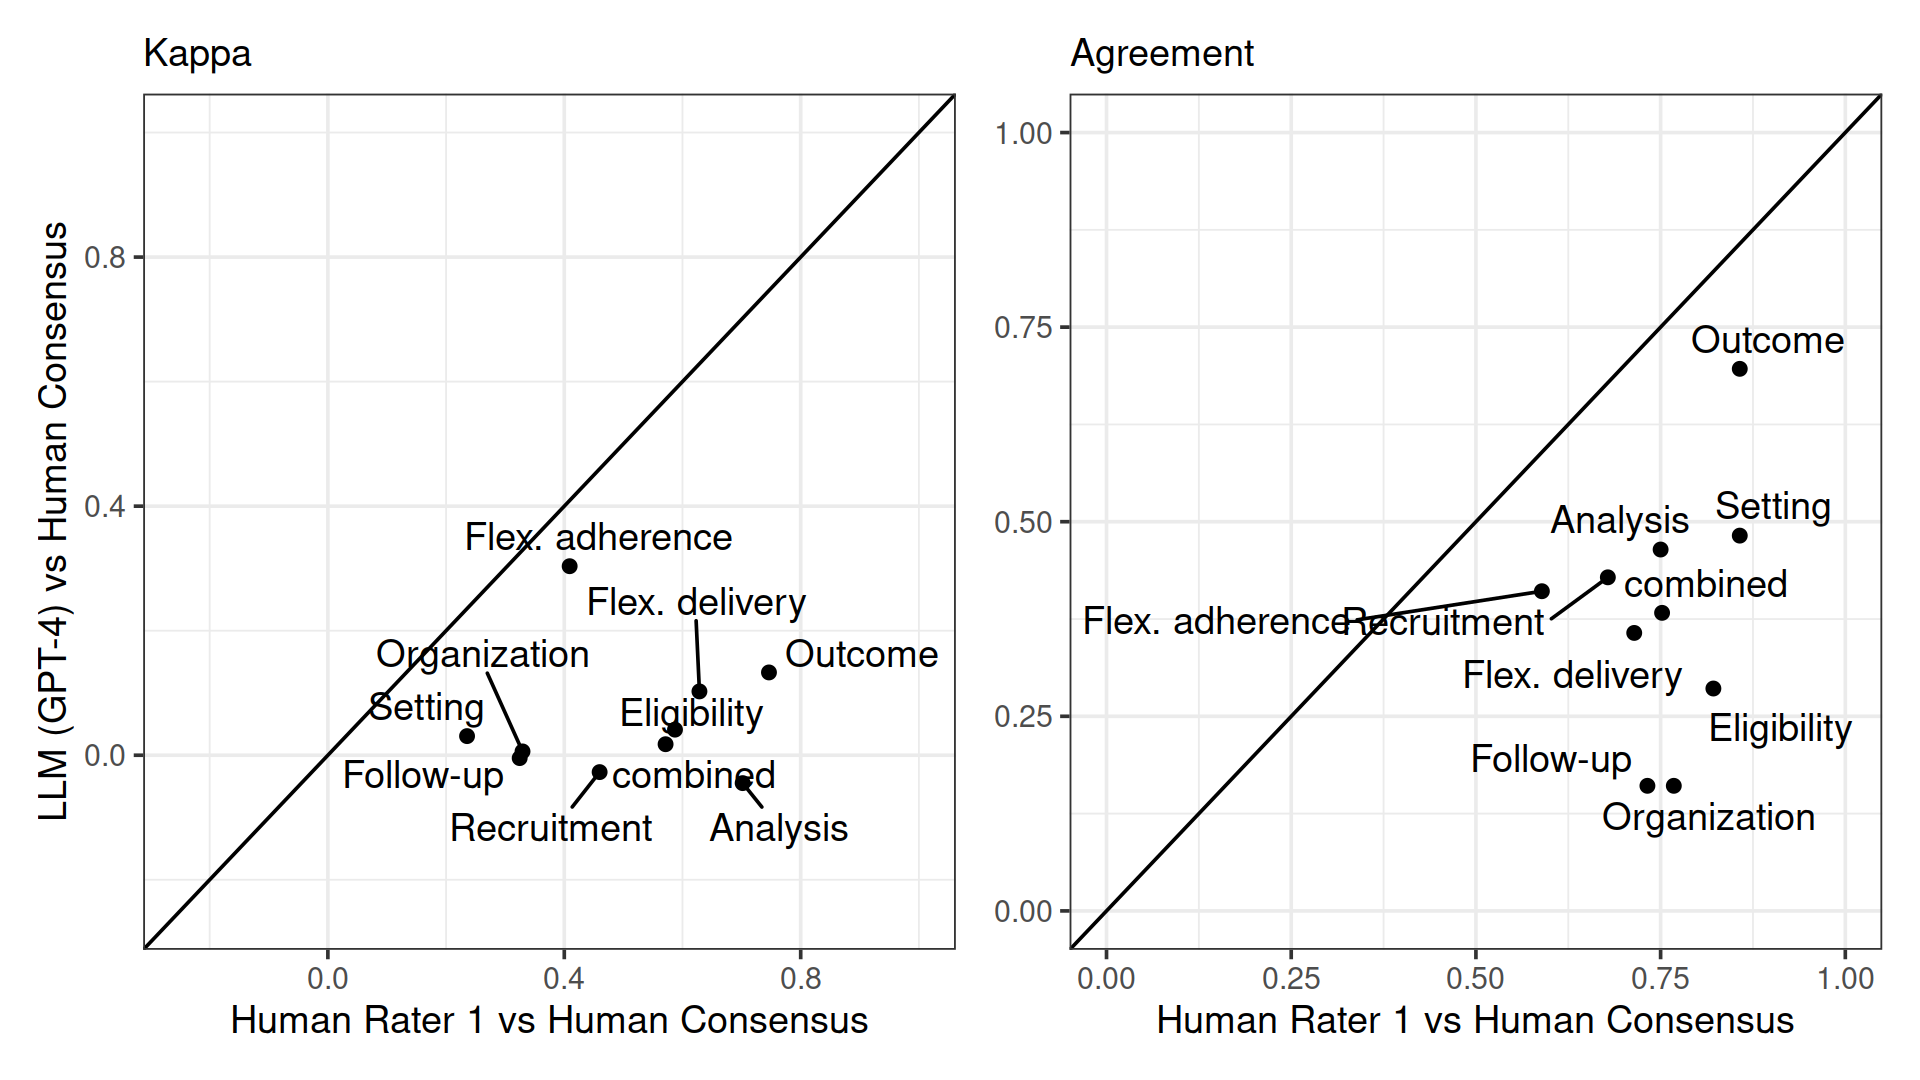 Kappa
LLM (GPT-4) vs Human Consensus
0.8
0.4
0.0
Flex. adherence
Flex. delivery
Organization
Outcome
Setting
Eligibility
Follow-up
combined
Recruitment
Analysis
0.0
0.4
0.8
Human Rater 1 vs Human Consensus
Agreement
1.00
0.75
0.50
0.25
0.00
Outcome
Setting
Analysis
combined
Flex. adherence
Recruitment
Flex. delivery
Eligibility
Follow-up
Organization
0.00
0.25
0.50
0.75
1.00
Human Rater 1 vs Human Consensus